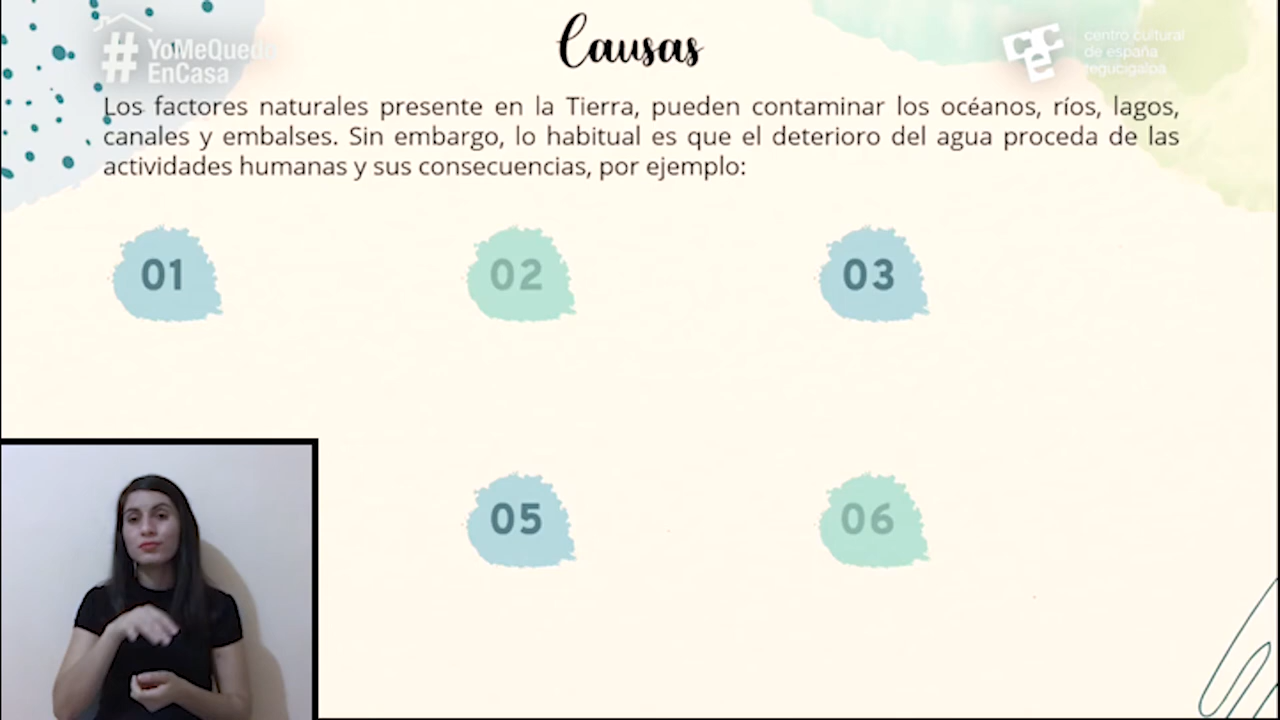 Causas
#YoMeQuedo
EnCasa
centro cultural
de españa
tegucigalpa
Los factores naturales presente en la Tierra, pueden contaminar los océanos, ríos, lagos,
canales y embalses. Sin embargo, lo habitual es que el deterioro del agua proceda de las
actividades humanas y sus consecuencias, por ejemplo:
01
02
03
05
06